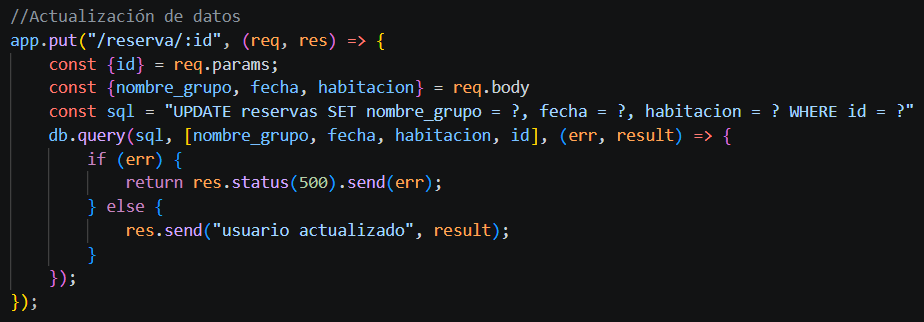 //Actualización de datos
app.put("/reserva/:id", (req, res) => {
    const {id} = req.params;
    const {nombre_grupo, fecha, habitacion} = req.body
    const sql = "UPDATE reservas SET nombre_grupo = ?, fecha = ?, habitacion = ? WHERE id = ?"
    db.query(sql, [nombre_grupo, fecha, habitacion, id], (err, result) => {
        if (err) {
            return res.status(500).send(err);
        } else {
            res.send("usuario actualizado", result);
        }
    });
});